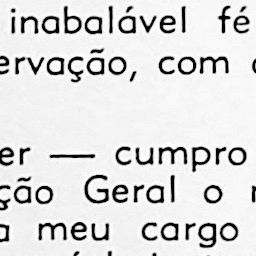 inabalável fé
ervação, com
er — cumpro
ção Geral o
a meu cargo